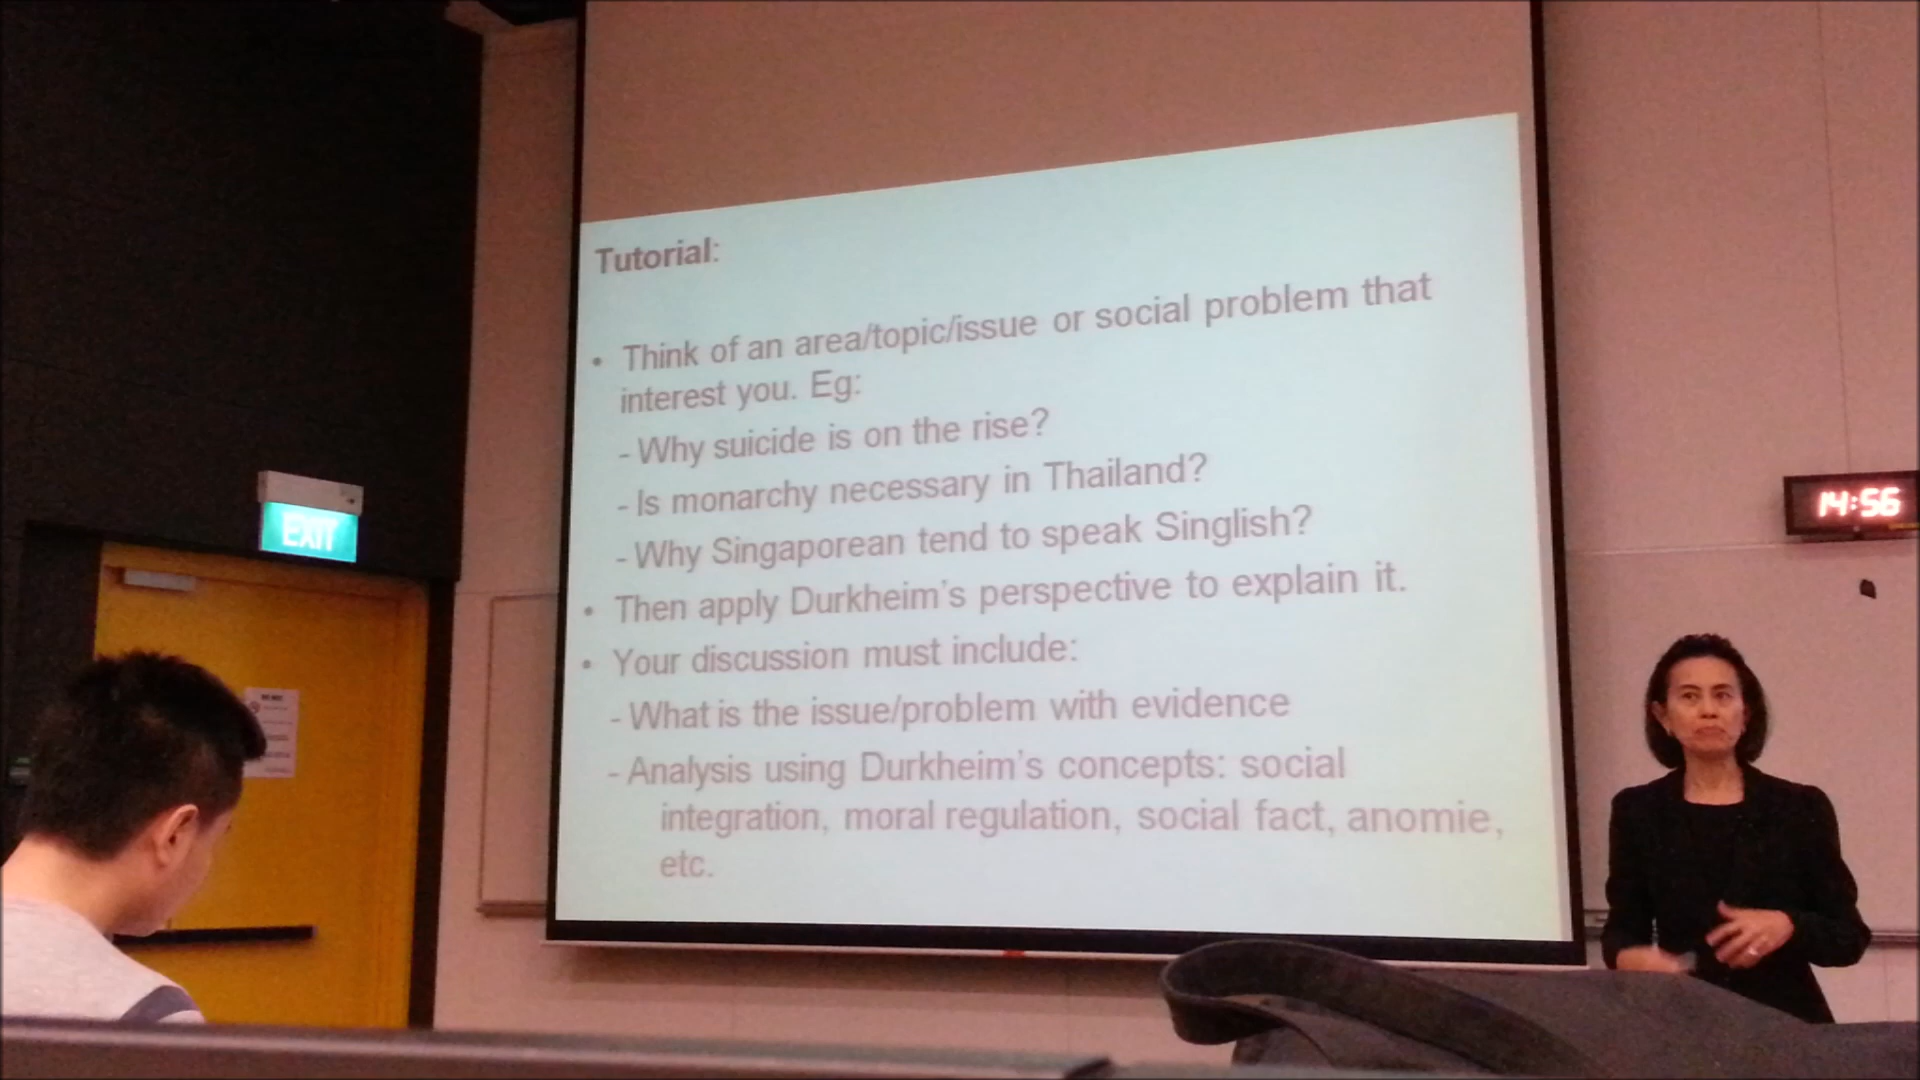 Tutorial:
• Think of an area/topic/issue or social problem that
interest you. Eg:
- Why suicide is on the rise?
- Is monarchy necessary in Thailand?
- Why Singaporean tend to speak Singlish?
• Then apply Durkheim's perspective to explain it.
• Your discussion must include:
- What is the issue/problem with evidence
- Analysis using Durkheim's concepts: social
integration, moral regulation, social fact, anomie,
etc.
EXIT
14:56